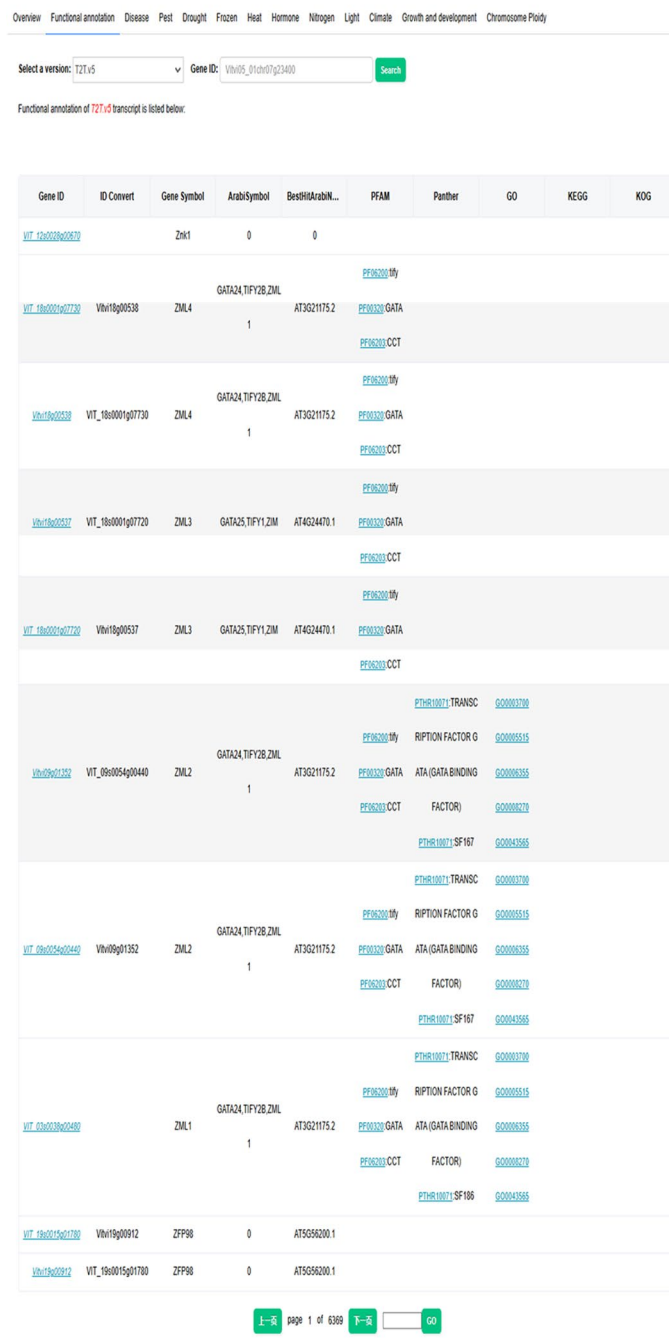 Overview Functional annotation Disease Pest Drought Frozen Heat Hormone Nitrogen Light Climate Growth and development Chromosome Ploidy
Select a version: T2T.v5 Gene ID: Vitvi05_01chr07g23400 Search
Functional annotation of T2T.v5 transcript is listed below:
Gene ID ID Convert Gene Symbol ArabiSymbol BestHitArabiN... PFAM Panther GO KEGG KOG
VIT_12s0028g00670 Znk1 0 0
PF06200:tify
GATA24,TIFY2B,ZML
VIT_18s0001g07730 Vitvi18g00538 ZML4 AT3G21175.2 PF00320:GATA
1
PF06203:CCT
PF06200:tify
GATA24,TIFY2B,ZML
Vitvi18g00538 VIT_18s0001g07730 ZML4 AT3G21175.2 PF00320:GATA
1
PF06203:CCT
PF06200:tify
Vitvi18g00537 VIT_18s0001g07720 ZML3 GATA25,TIFY1,ZIM AT4G24470.1 PF00320:GATA
PF06203:CCT
PF06200:tify
VIT_18s0001g07720 Vitvi18g00537 ZML3 GATA25,TIFY1,ZIM AT4G24470.1 PF00320:GATA
PF06203:CCT
PTHR10071:TRANSC GO0003700
PF06200:tify RIPTION FACTOR G GO0005515
GATA24,TIFY2B,ZML
Vitvi09g01352 VIT_09s0054g00440 ZML2 AT3G21175.2 PF00320:GATA ATA (GATA BINDING GO0006355
1
PF06203:CCT FACTOR) GO0008270
PTHR10071:SF167 GO0043565
PTHR10071:TRANSC GO0003700
PF06200:tify RIPTION FACTOR G GO0005515
GATA24,TIFY2B,ZML
VIT_09s0054g00440 Vitvi09g01352 ZML2 AT3G21175.2 PF00320:GATA ATA (GATA BINDING GO0006355
1
PF06203:CCT FACTOR) GO0008270
PTHR10071:SF167 GO0043565
PTHR10071:TRANSC GO0003700
PF06200:tify RIPTION FACTOR G GO0005515
GATA24,TIFY2B,ZML
VIT_03s0038g00480 ZML1 AT3G21175.2 PF00320:GATA ATA (GATA BINDING GO0006355
1
PF06203:CCT FACTOR) GO0008270
PTHR10071:SF186 GO0043565
VIT_19s0015g01780 Vitvi19g00912 ZFP98 0 AT5G56200.1
Vitvi19g00912 VIT_19s0015g01780 ZFP98 0 AT5G56200.1
上一页 page 1 of 6369 下一页 GO